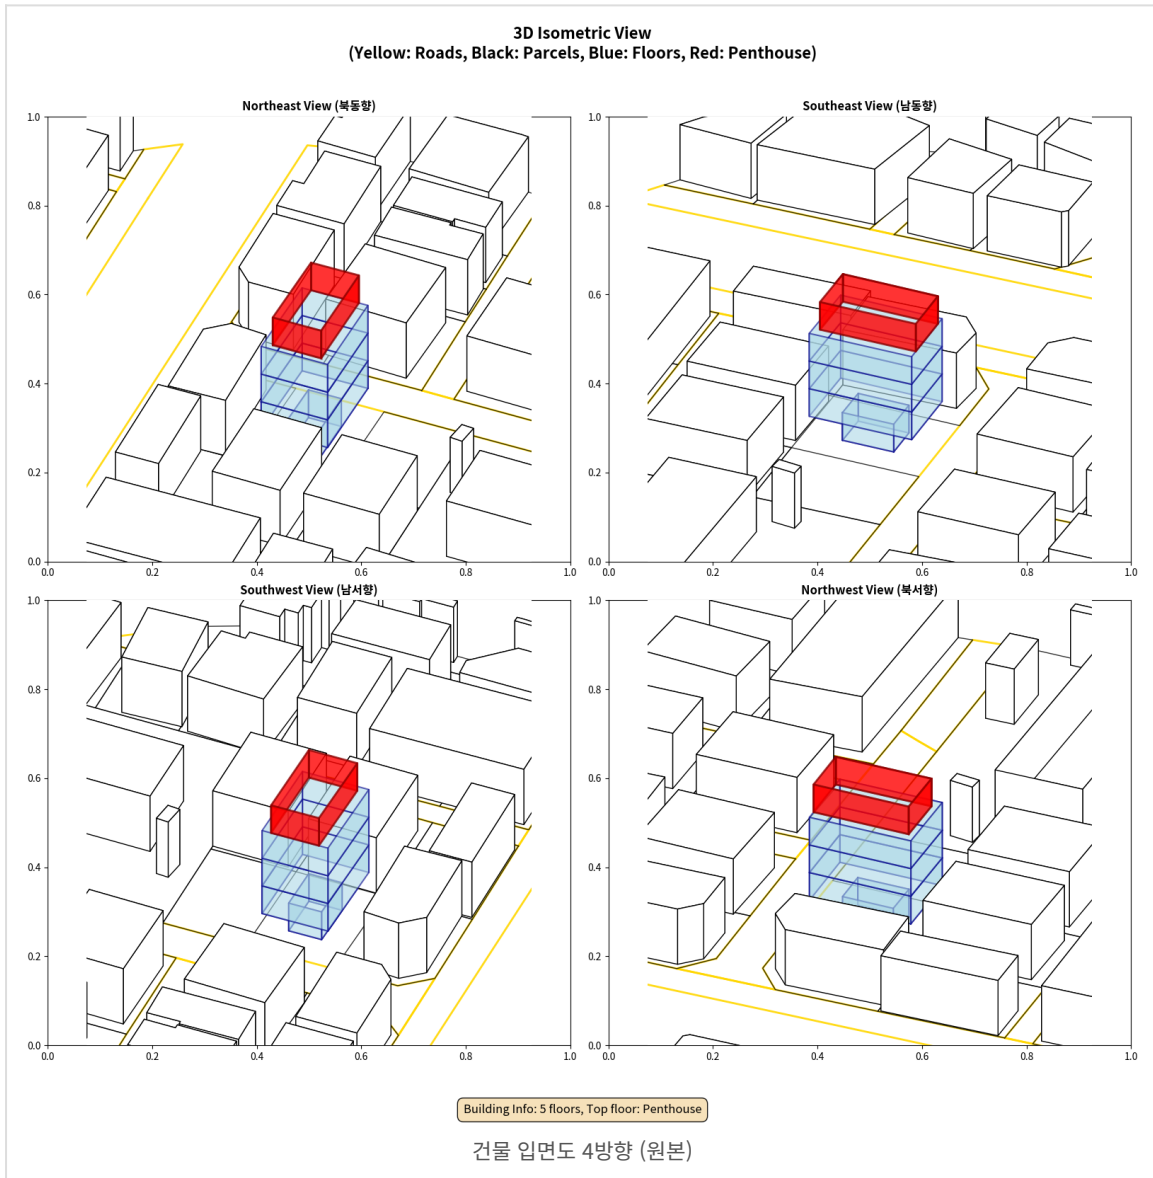 3D Isometric View
(Yellow: Roads, Black: Parcels, Blue: Floors, Red: Penthouse)
Northeast View (북동향)
1.0
0.8
0.6
0.4
0.2
0.0
0.0 0.2 0.4 0.6 0.8 1.0
Southeast View (남동향)
1.0
0.8
0.6
0.4
0.2
0.0
0.0 0.2 0.4 0.6 0.8 1.0
Southwest View (남서향)
1.0
0.8
0.6
0.4
0.2
0.0
0.0 0.2 0.4 0.6 0.8 1.0
Northwest View (북서향)
1.0
0.8
0.6
0.4
0.2
0.0
0.0 0.2 0.4 0.6 0.8 1.0
Building Info: 5 floors, Top floor: Penthouse
건물 입면도 4방향 (원본)